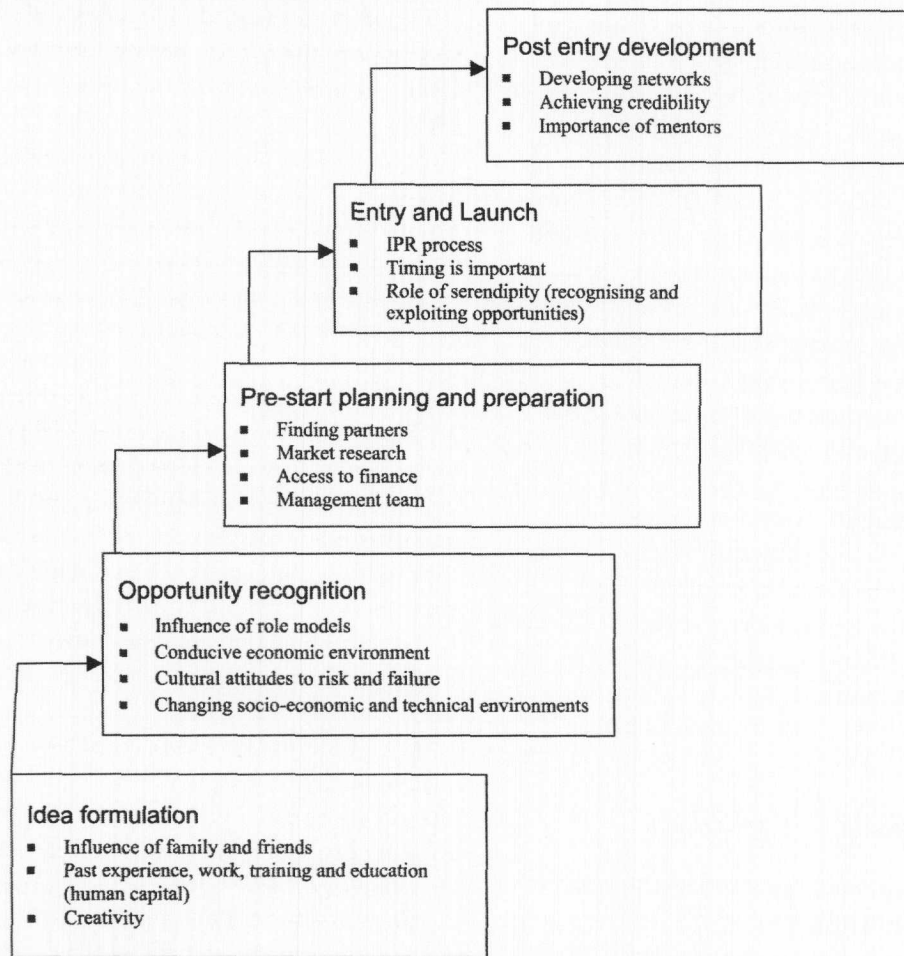 Post entry development
▪ Developing networks
▪ Achieving credibility
▪ Importance of mentors
Entry and Launch
▪ IPR process
▪ Timing is important
▪ Role of serendipity (recognising and
exploiting opportunities)
Pre-start planning and preparation
▪ Finding partners
▪ Market research
▪ Access to finance
▪ Management team
Opportunity recognition
▪ Influence of role models
▪ Conducive economic environment
▪ Cultural attitudes to risk and failure
▪ Changing socio-economic and technical environments
Idea formulation
▪ Influence of family and friends
▪ Past experience, work, training and education
(human capital)
▪ Creativity